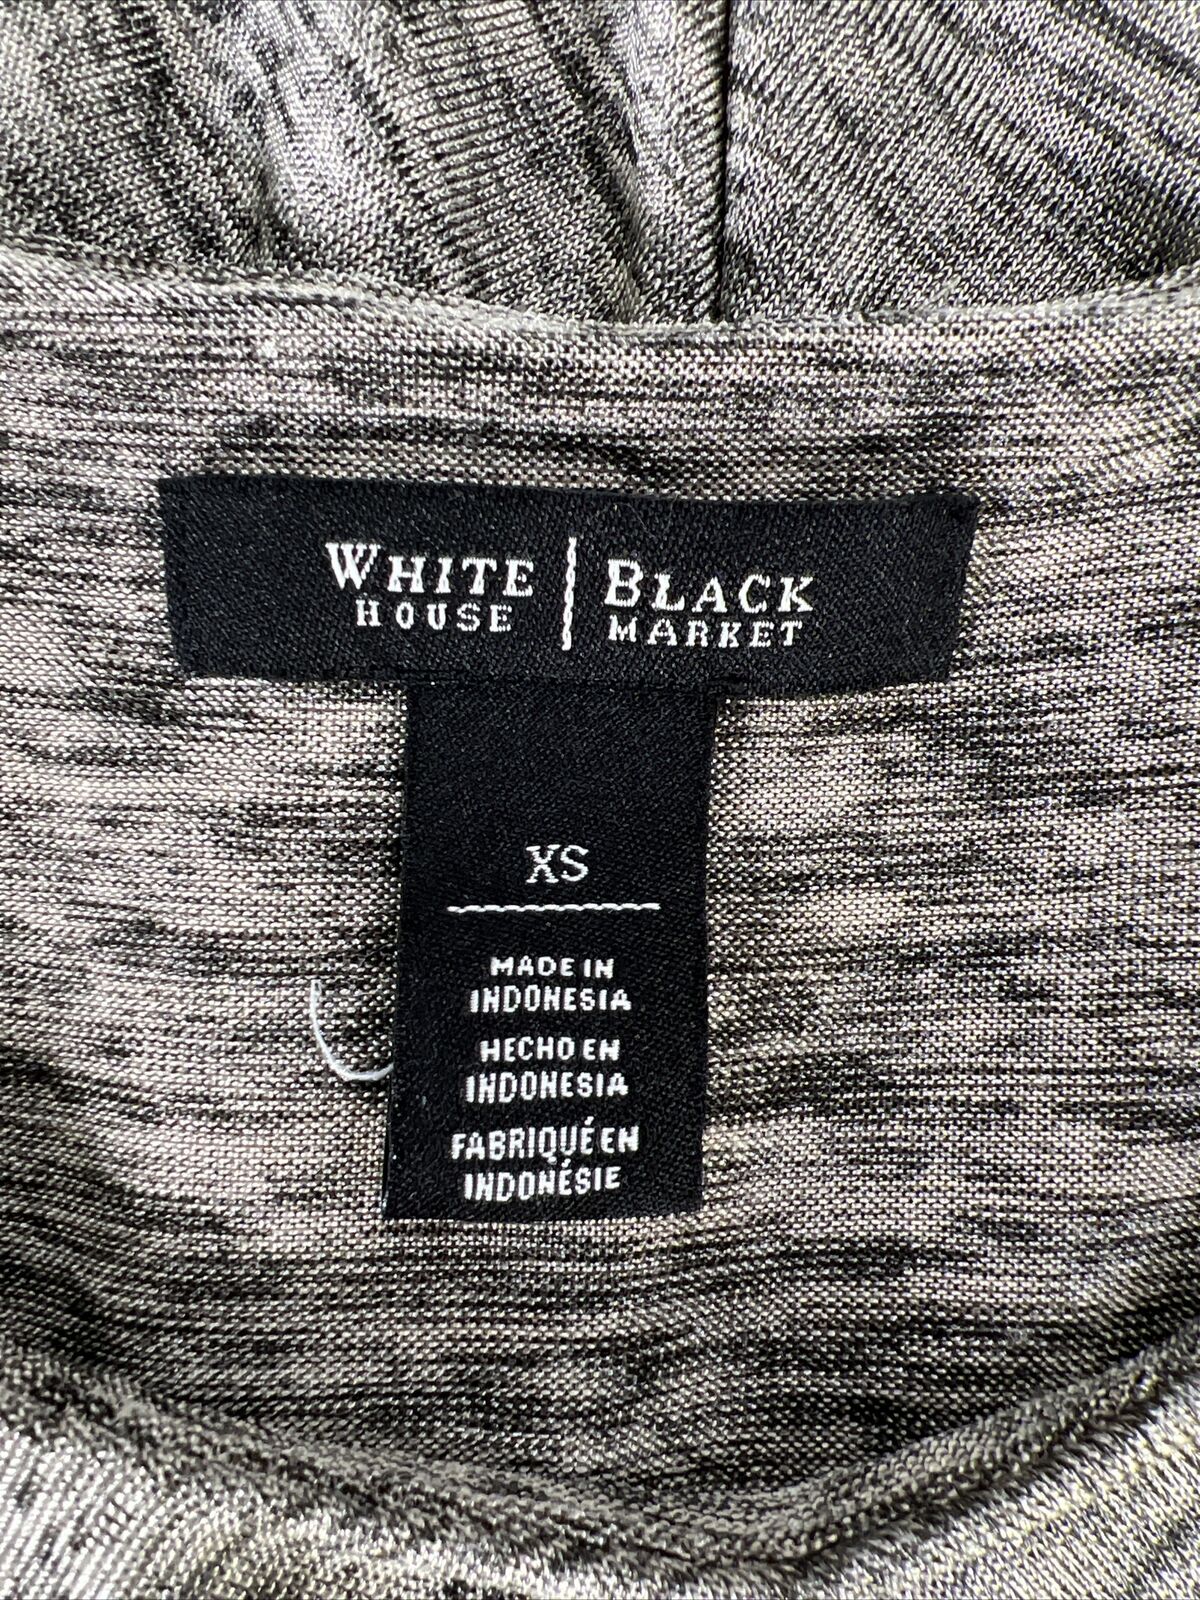 WHITE | BLACK
HOUSE | MARKET
XS
MADE IN
INDONESIA
HECHO EN
INDONESIA
FABRIQUÉ EN
INDONÉSIE